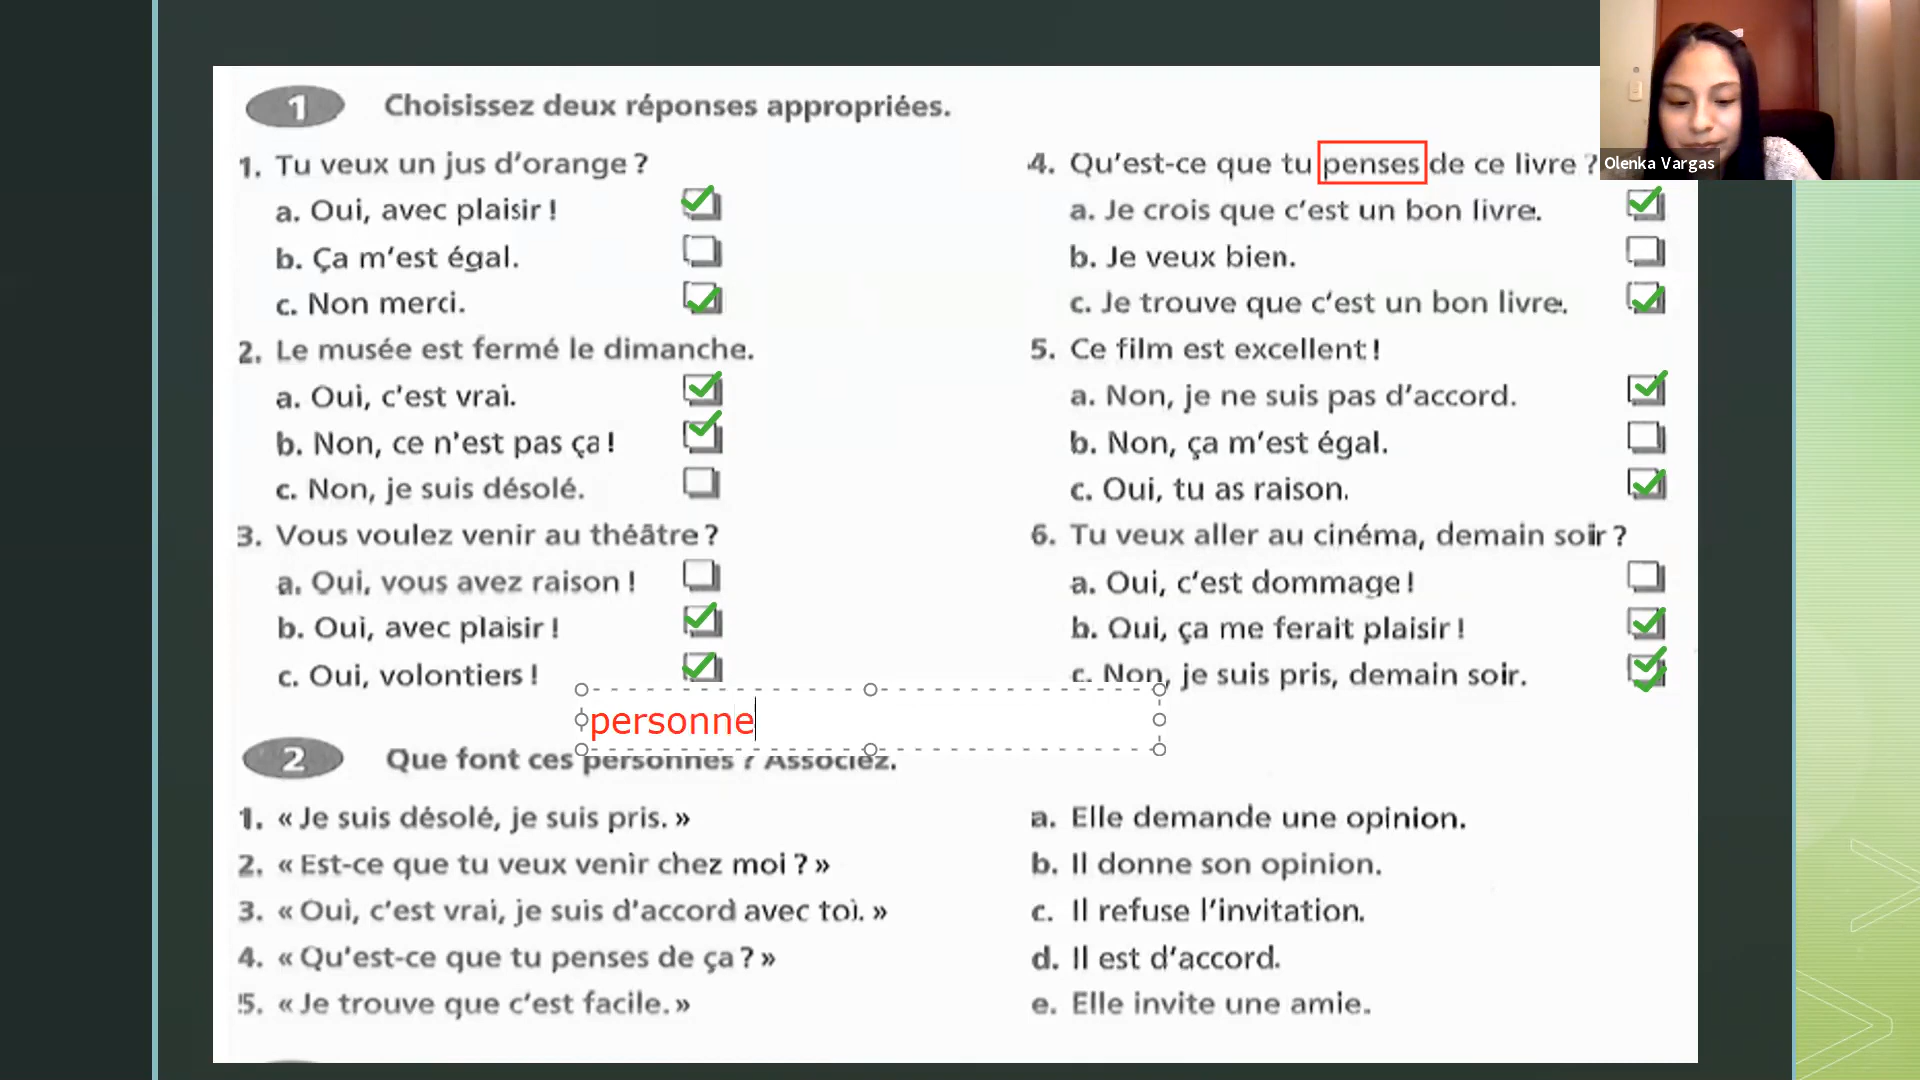 1 Choisissez deux réponses appropriées.
1. Tu veux un jus d'orange ?
a. Oui, avec plaisir !
b. Ça m'est égal.
c. Non merci.
2. Le musée est fermé le dimanche.
a. Oui, c'est vrai.
b. Non, ce n'est pas ça !
c. Non, je suis désolé.
3. Vous voulez venir au théâtre ?
a. Oui, vous avez raison !
b. Oui, avec plaisir !
c. Oui, volontiers !
4. Qu'est-ce que tu penses de ce livre ?
a. Je crois que c'est un bon livre.
b. Je veux bien.
c. Je trouve que c'est un bon livre.
5. Ce film est excellent !
a. Non, je ne suis pas d'accord.
b. Non, ça m'est égal.
c. Oui, tu as raison.
6. Tu veux aller au cinéma, demain soir ?
a. Oui, c'est dommage !
b. Oui, ça me ferait plaisir !
c. Non, je suis pris, demain soir.
Olenka Vargas
personne
2 Que font ces personnes ? Associez.
1. « Je suis désolé, je suis pris. »
2. « Est-ce que tu veux venir chez moi ? »
3. « Oui, c'est vrai, je suis d'accord avec toi. »
4. « Qu'est-ce que tu penses de ça ? »
5. « Je trouve que c'est facile. »
a. Elle demande une opinion.
b. Il donne son opinion.
c. Il refuse l'invitation.
d. Il est d'accord.
e. Elle invite une amie.